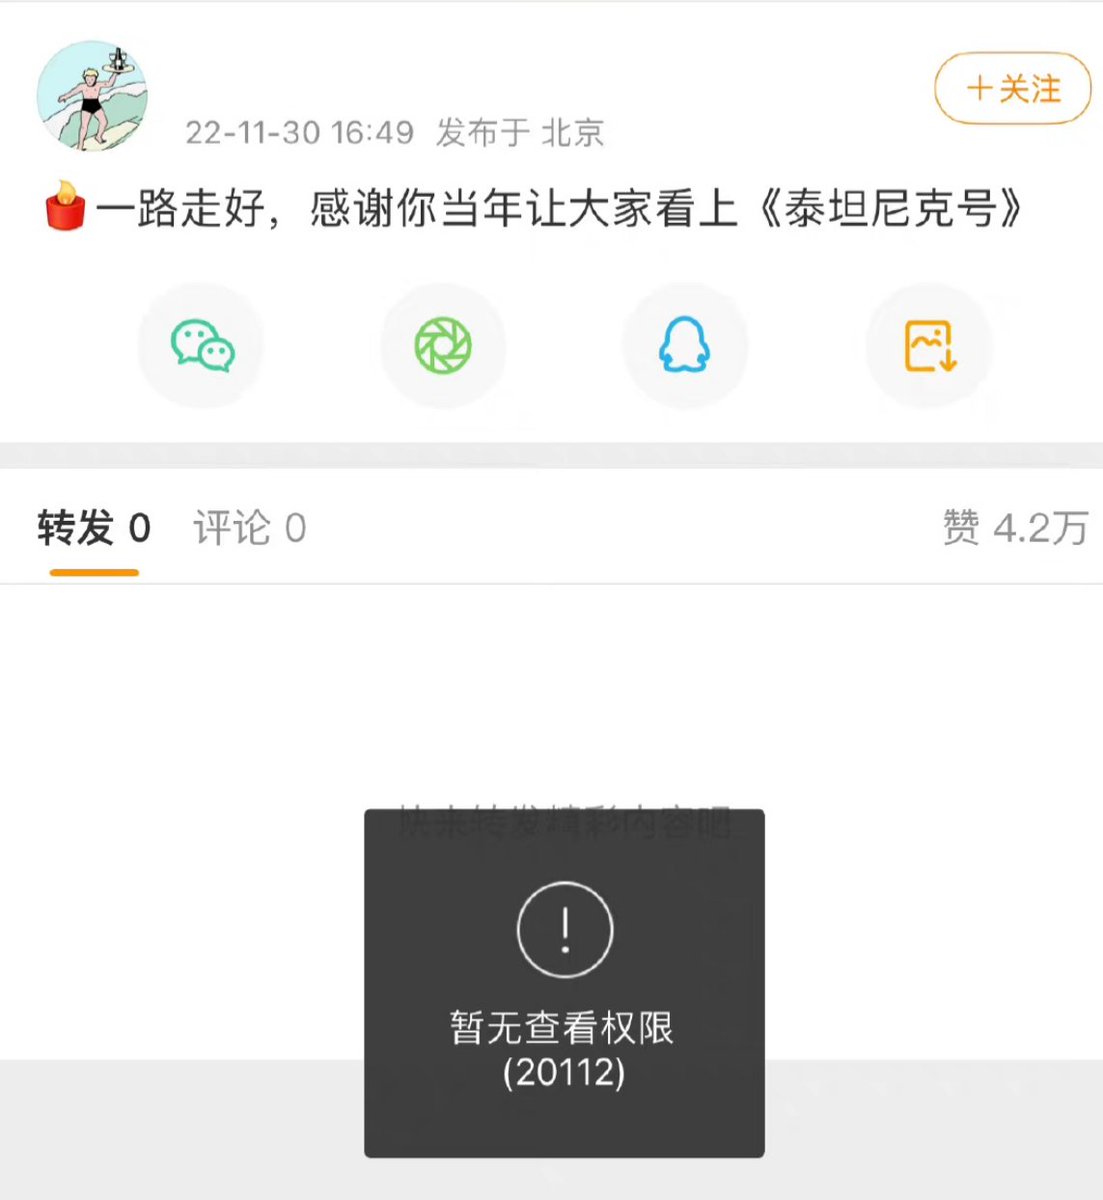 22-11-30 16:49 发布于 北京
+关注
一路走好，感谢你当年让大家看上《泰坦尼克号》
转发 0 评论 0 赞 4.2万
快来转发精彩内容吧
暂无查看权限
(20112)